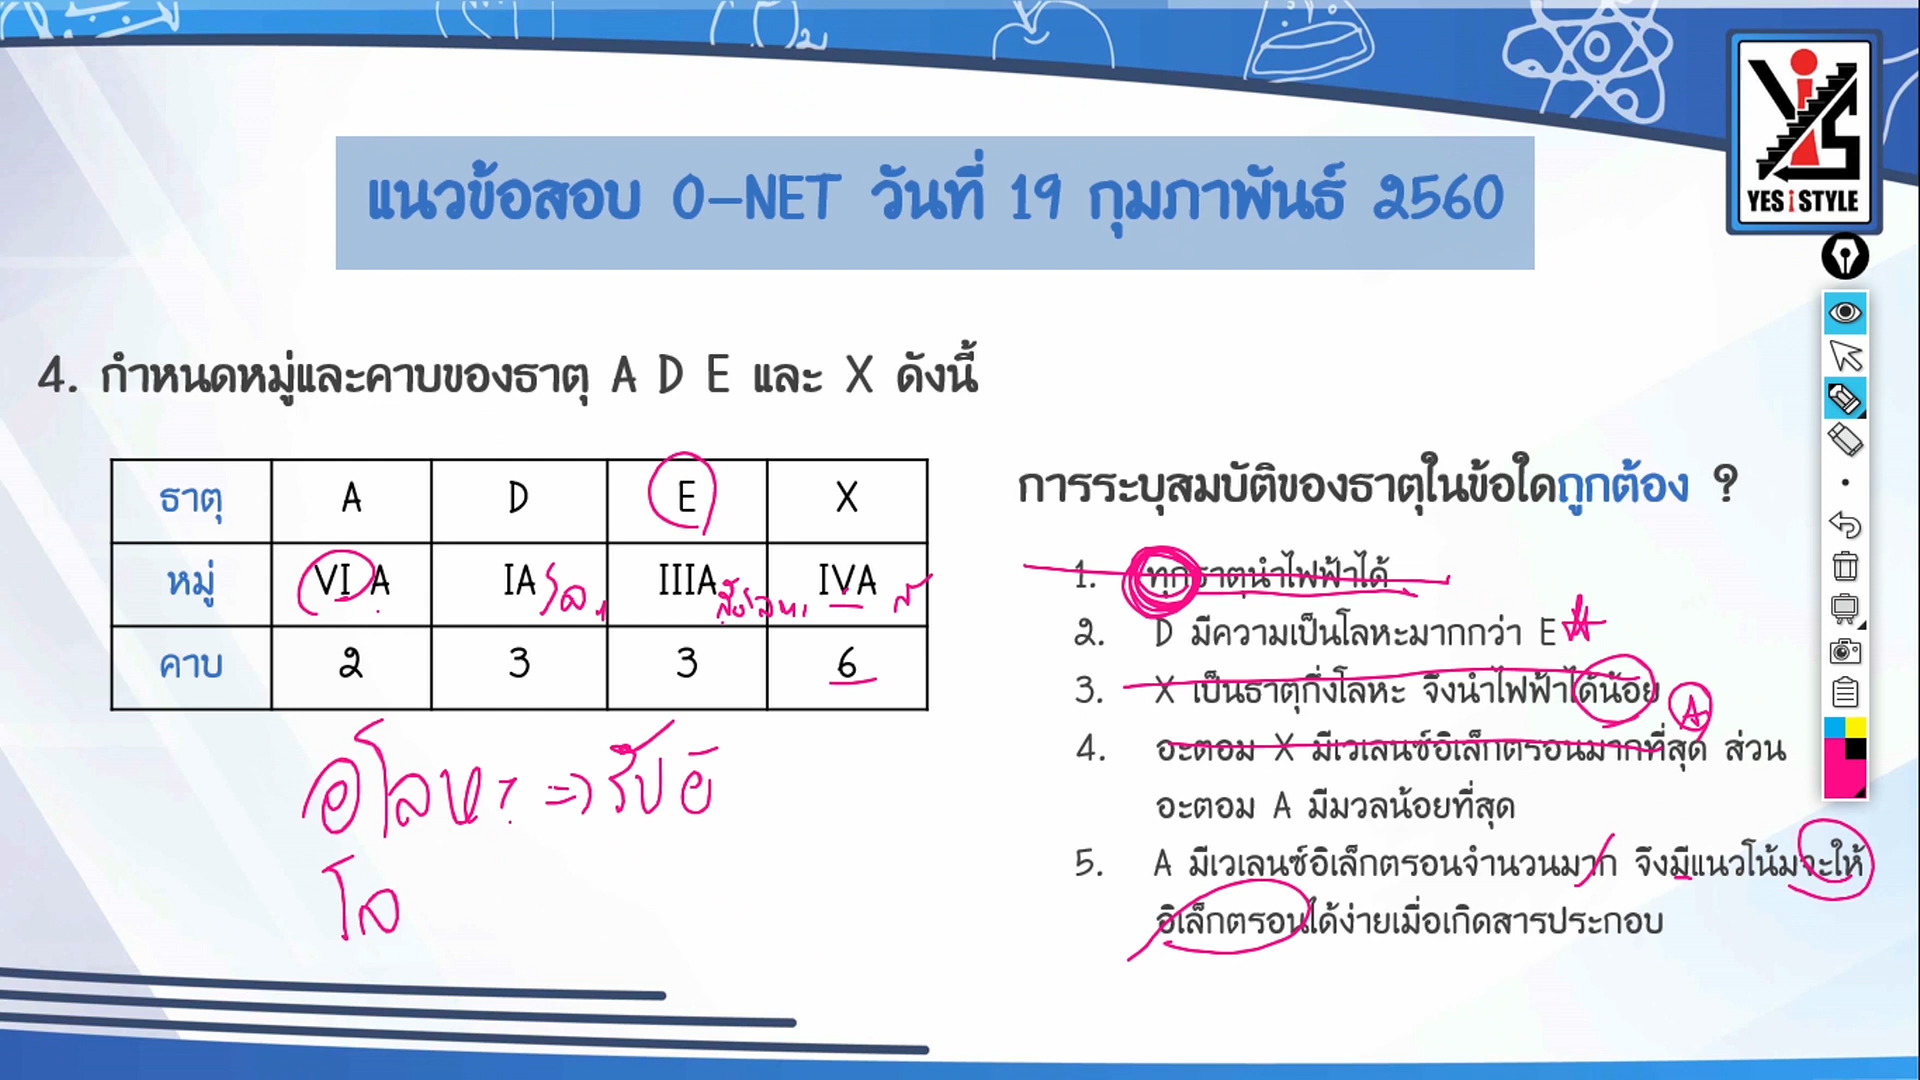 YES i STYLE
แนวข้อสอบ O-NET วันที่ 19 กุมภาพันธ์ 2560
4. กำหนดหมู่และคาบของธาตุ A D E และ X ดังนี้
ธาตุ A D E X
หมู่ VI A IA IIIA IVA
คาบ 2 3 3 6
อโลหะ => รับ e
โล
การระบุสมบัติของธาตุในข้อใดถูกต้อง ?
1. ทุกธาตุนำไฟฟ้าได้
2. D มีความเป็นโลหะมากกว่า E
3. X เป็นธาตุกึ่งโลหะ จึงนำไฟฟ้าได้น้อย
A
4. อะตอม X มีเวเลนซ์อิเล็กตรอนมากที่สุด ส่วน
อะตอม A มีมวลน้อยที่สุด
5. A มีเวเลนซ์อิเล็กตรอนจำนวนมาก จึงมีแนวโน้มจะให้
อิเล็กตรอนได้ง่ายเมื่อเกิดสารประกอบ